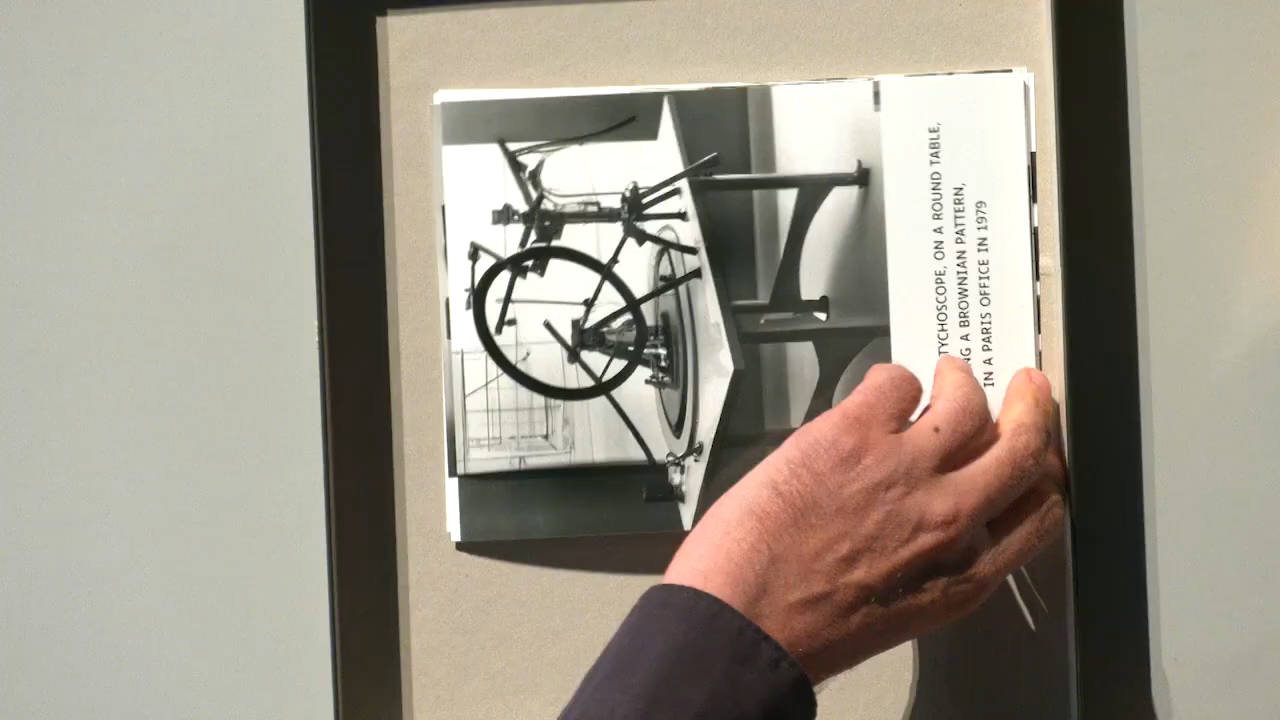 TYCHOSCOPE, ON A ROUND TABLE,
A BROWNIAN PATTERN,
IN A PARIS OFFICE IN 1979